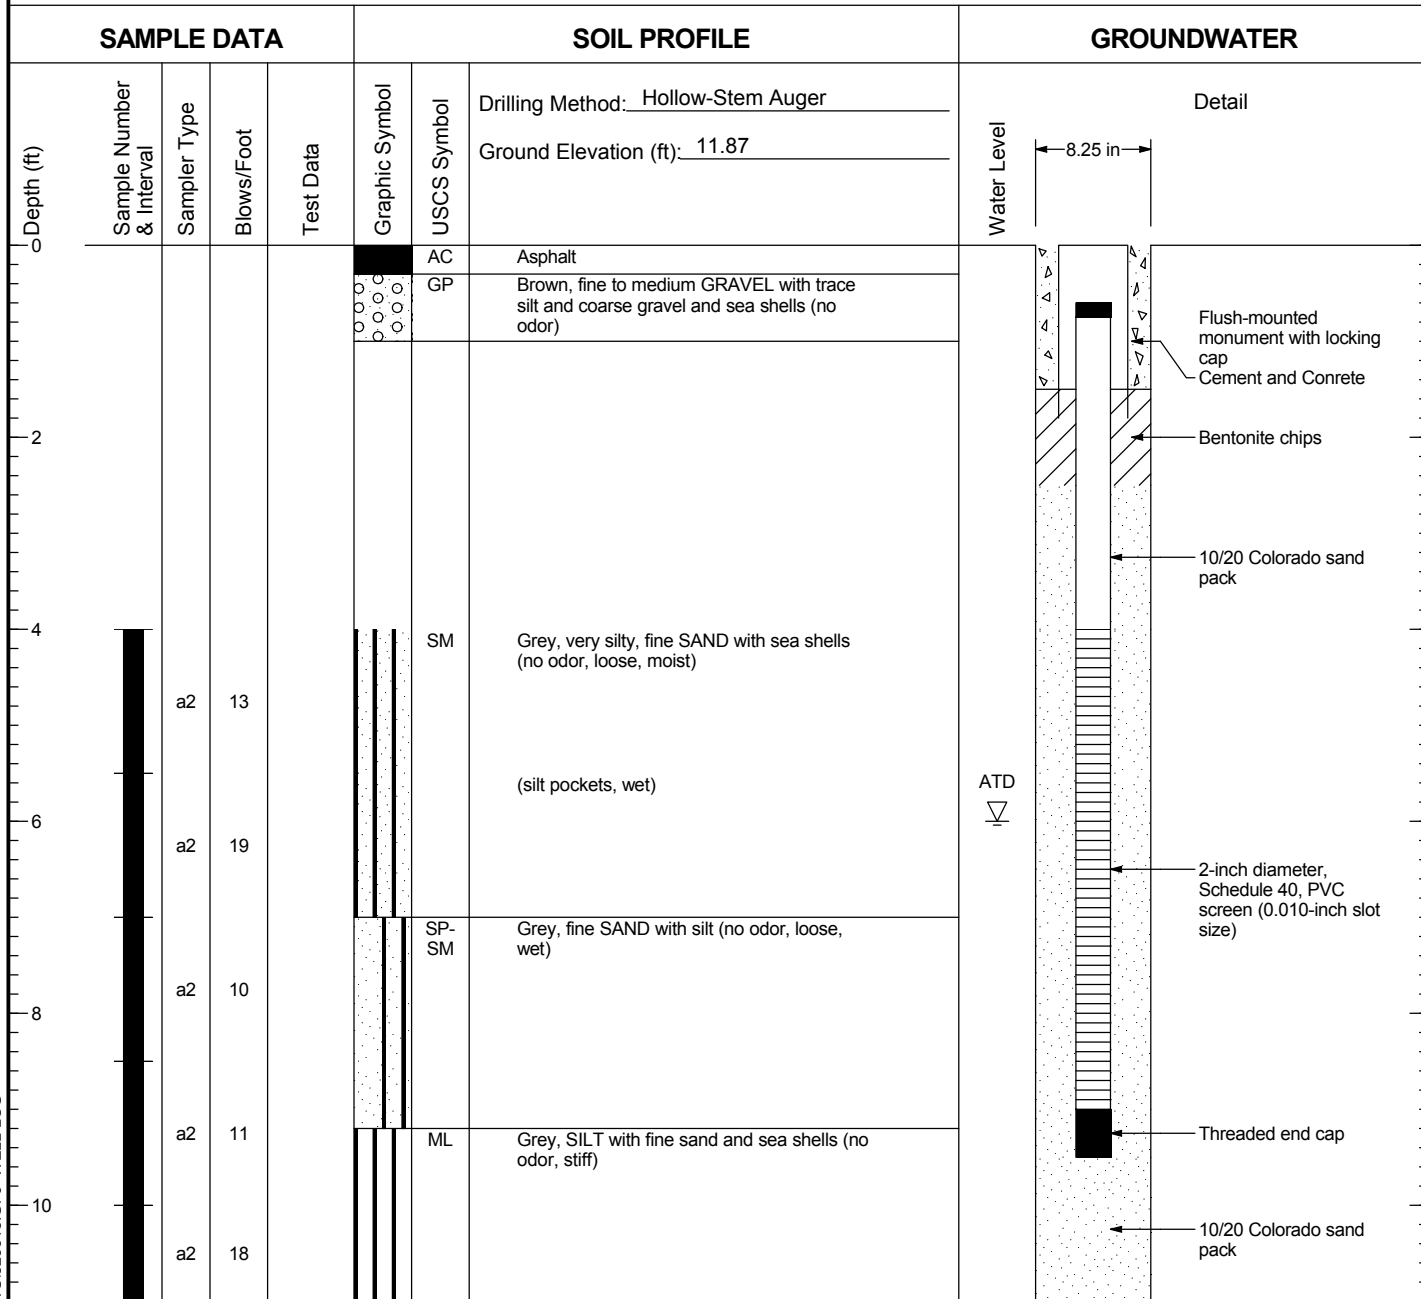 SAMPLE DATA
SOIL PROFILE
GROUNDWATER
Depth (ft)
Sample Number
& Interval
Sampler Type
Blows/Foot
Test Data
Graphic Symbol
USCS Symbol
Drilling Method: Hollow-Stem Auger
Ground Elevation (ft): 11.87
Water Level
Detail
8.25 in
0
AC
Asphalt
GP
Brown, fine to medium GRAVEL with trace
silt and coarse gravel and sea shells (no
odor)
Flush-mounted
monument with locking
cap
Cement and Conrete
2
Bentonite chips
10/20 Colorado sand
pack
4
SM
Grey, very silty, fine SAND with sea shells
(no odor, loose, moist)
a2
13
(silt pockets, wet)
ATD
6
a2
19
2-inch diameter,
Schedule 40, PVC
screen (0.010-inch slot
size)
SP-
SM
Grey, fine SAND with silt (no odor, loose,
wet)
a2
10
8
a2
11
ML
Grey, SILT with fine sand and sea shells (no
odor, stiff)
Threaded end cap
10
a2
18
10/20 Colorado sand
pack